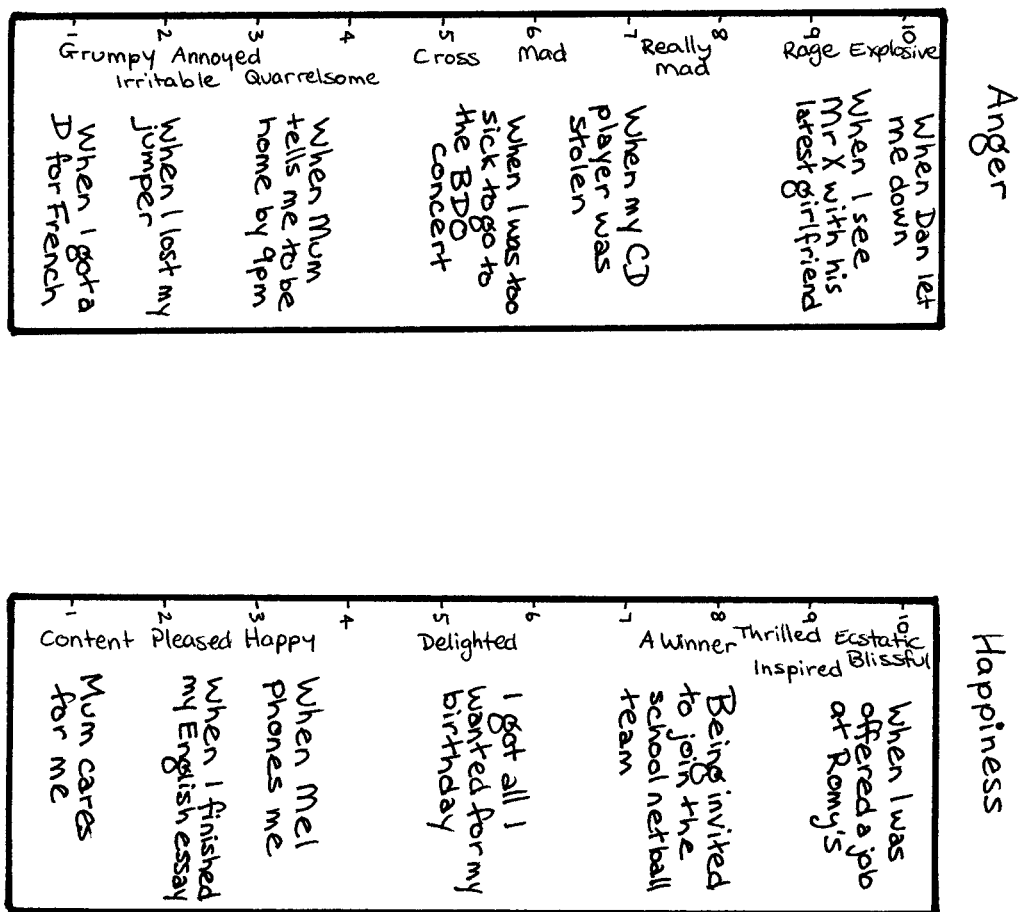 Anger
1 2 3 4 5 6 7 8 9 10
Grumpy Annoyed Cross Mad Really Rage Explosive
Irritable Quarrelsome mad
When I got a
D for French
When I lost my
jumper
When Mum
tells me to be
home by 9pm
When I was too
sick to go to
the BDO
concert
When my CD
player was
stolen
When I see
Mr X with his
latest girlfriend
When Dan let
me down
Happiness
1 2 3 4 5 6 7 8 9 10
Content Pleased Happy Delighted A Winner Thrilled Ecstatic
Inspired Blissful
Mum cares
for me
When I finished
my English essay
When Mel
phones me
I got all I
wanted for my
birthday
Being invited
to join the
school netball
team
When I was
offered a job
at Romy's